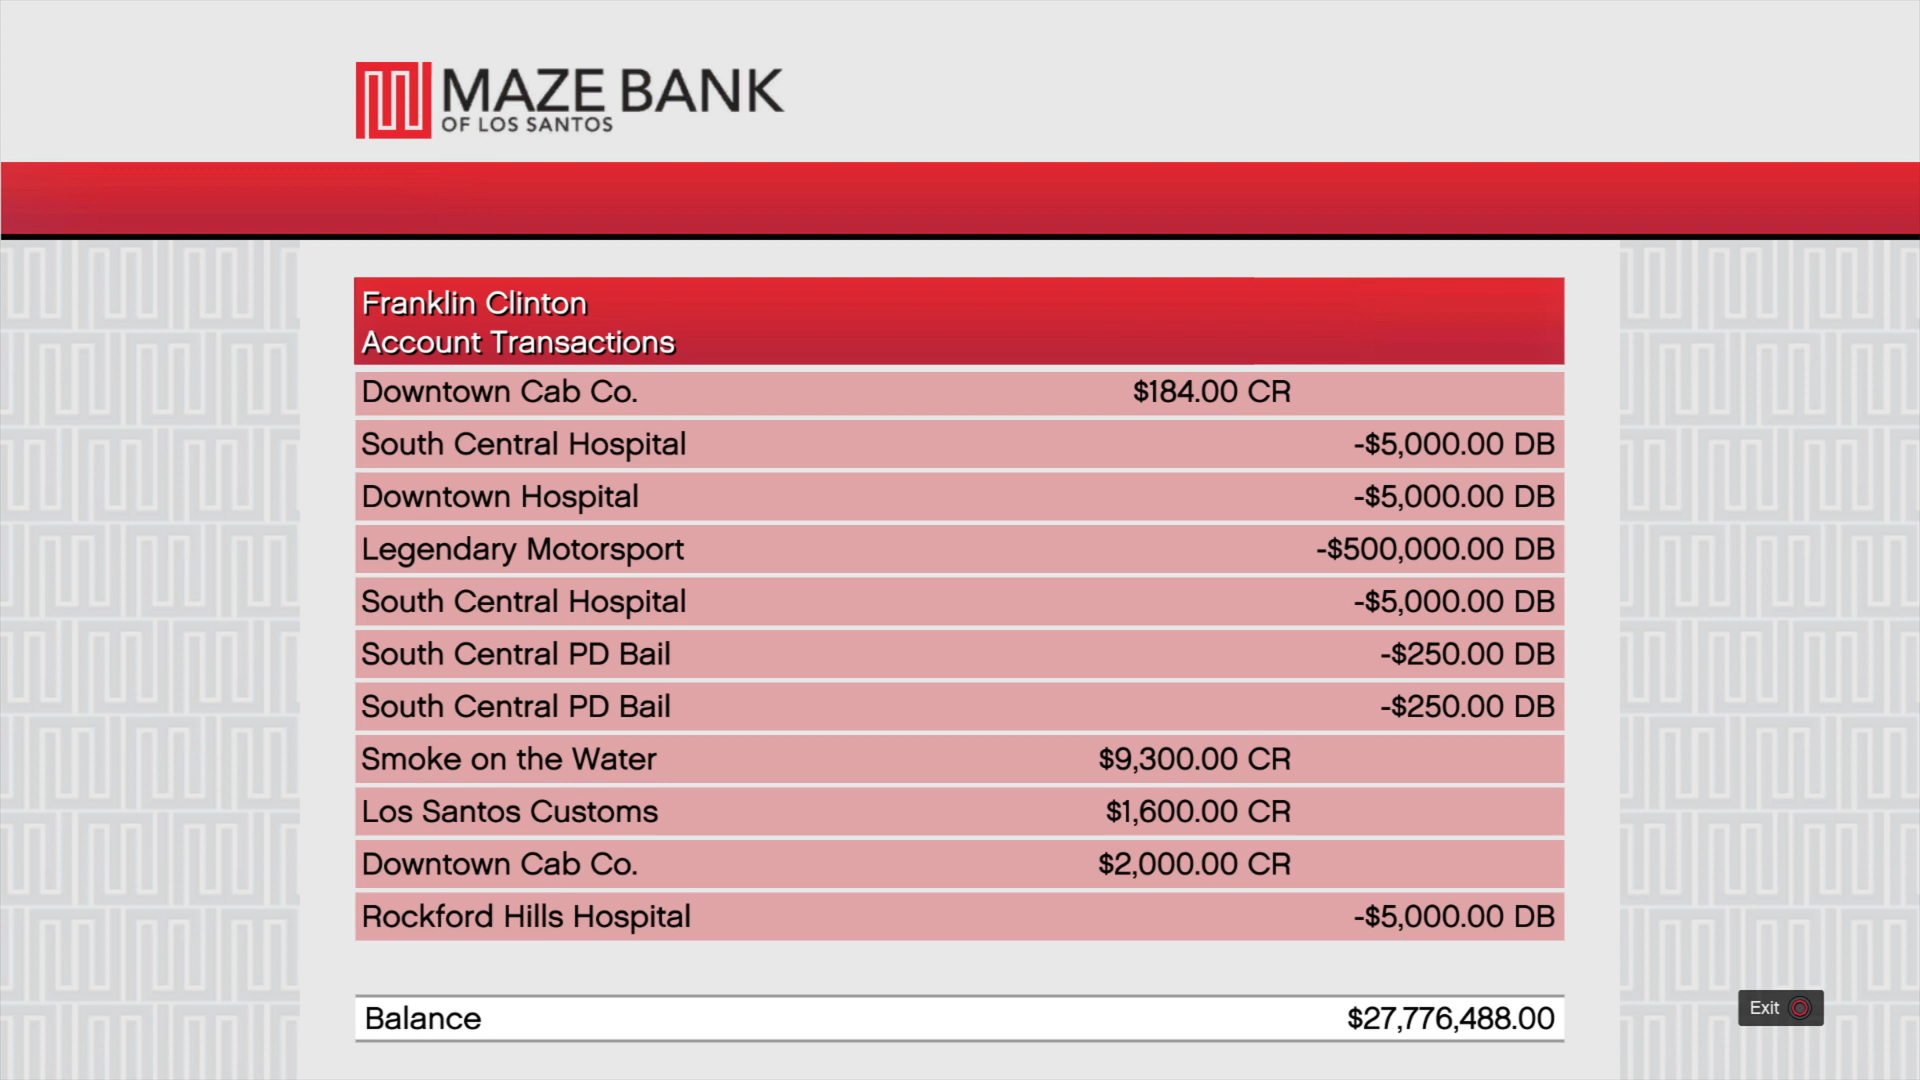 MAZE BANK
OF LOS SANTOS
Franklin Clinton
Account Transactions
Downtown Cab Co. $184.00 CR
South Central Hospital -$5,000.00 DB
Downtown Hospital -$5,000.00 DB
Legendary Motorsport -$500,000.00 DB
South Central Hospital -$5,000.00 DB
South Central PD Bail -$250.00 DB
South Central PD Bail -$250.00 DB
Smoke on the Water $9,300.00 CR
Los Santos Customs $1,600.00 CR
Downtown Cab Co. $2,000.00 CR
Rockford Hills Hospital -$5,000.00 DB
Balance $27,776,488.00
Exit